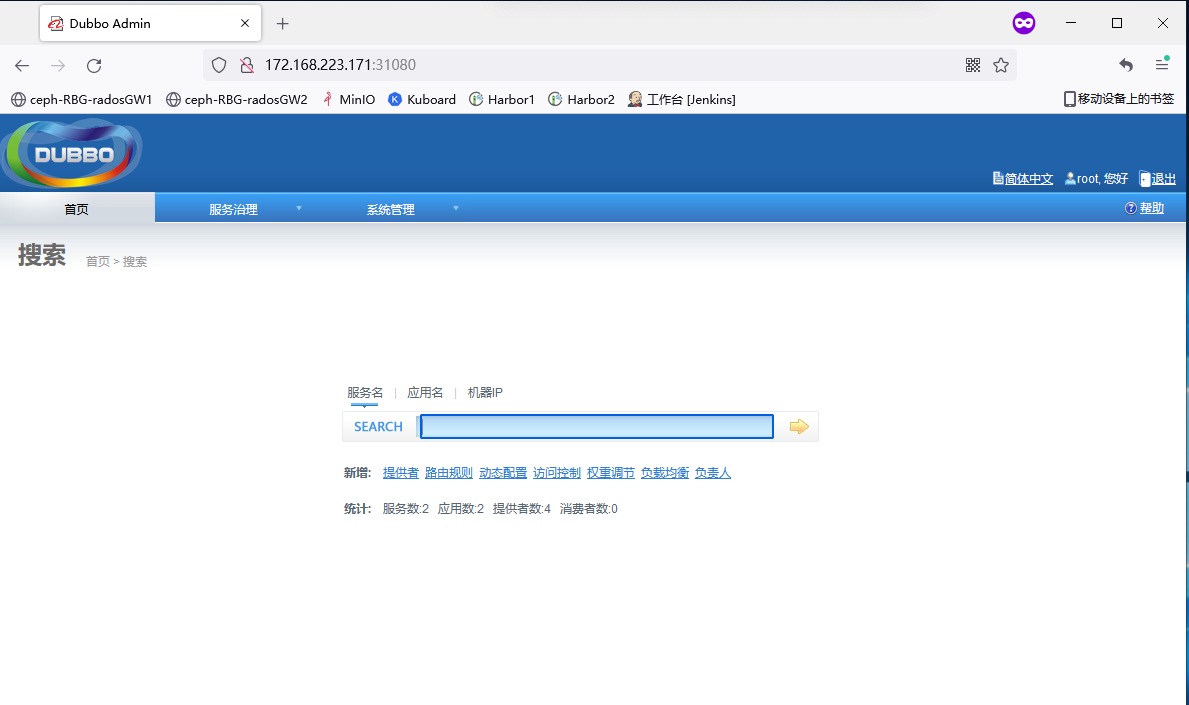 Dubbo Admin
172.168.223.171:31080
ceph-RBG-radosGW1 ceph-RBG-radosGW2 MinIO Kuboard Harbor1 Harbor2 工作台 [Jenkins] 移动设备上的书签
DUBBO
简体中文 root, 您好 退出
首页 服务治理 系统管理 帮助
搜索 首页 > 搜索
服务名 | 应用名 | 机器IP
SEARCH
新增: 提供者 路由规则 动态配置 访问控制 权重调节 负载均衡 负责人
统计: 服务数:2 应用数:2 提供者数:4 消费者数:0